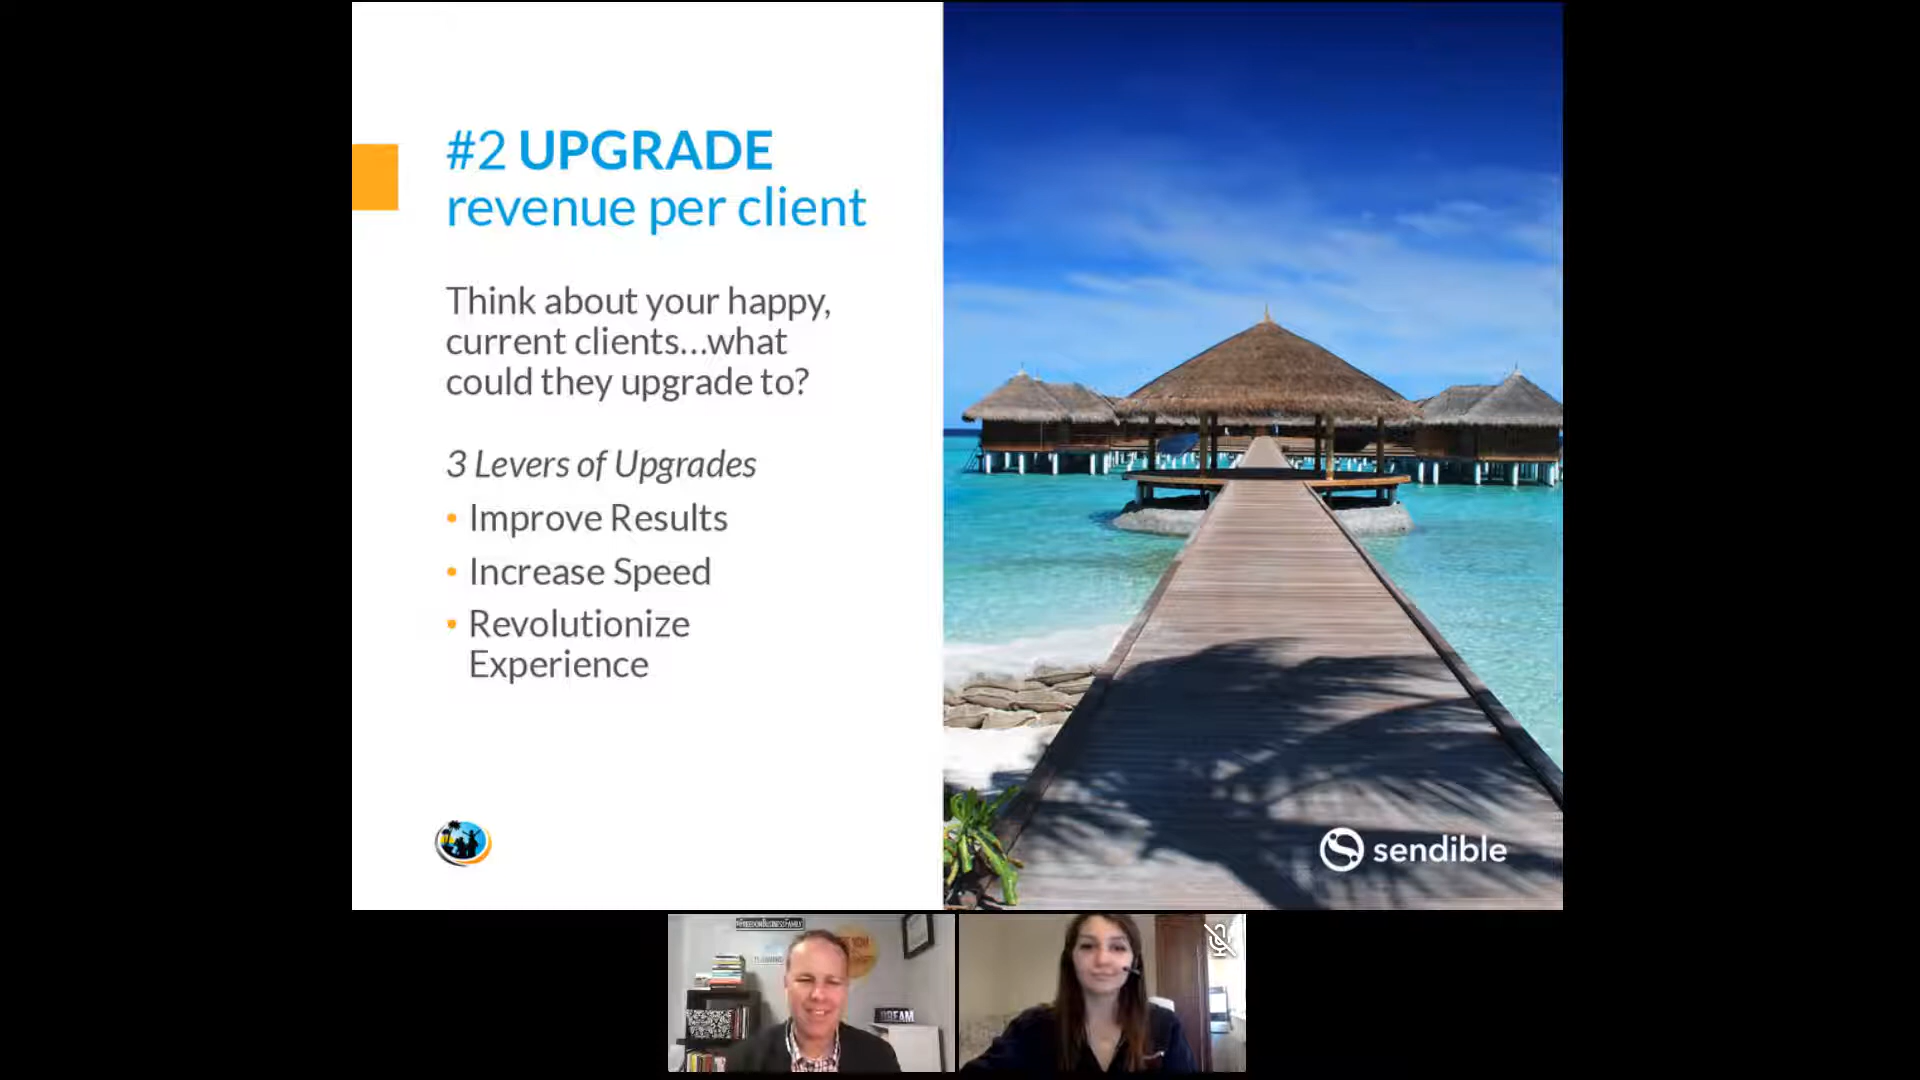 #2 UPGRADE
revenue per client
Think about your happy,
current clients...what
could they upgrade to?
3 Levers of Upgrades
• Improve Results
• Increase Speed
• Revolutionize
Experience
sendible
#FREEDOMBUSINESSFAMILY
DREAM